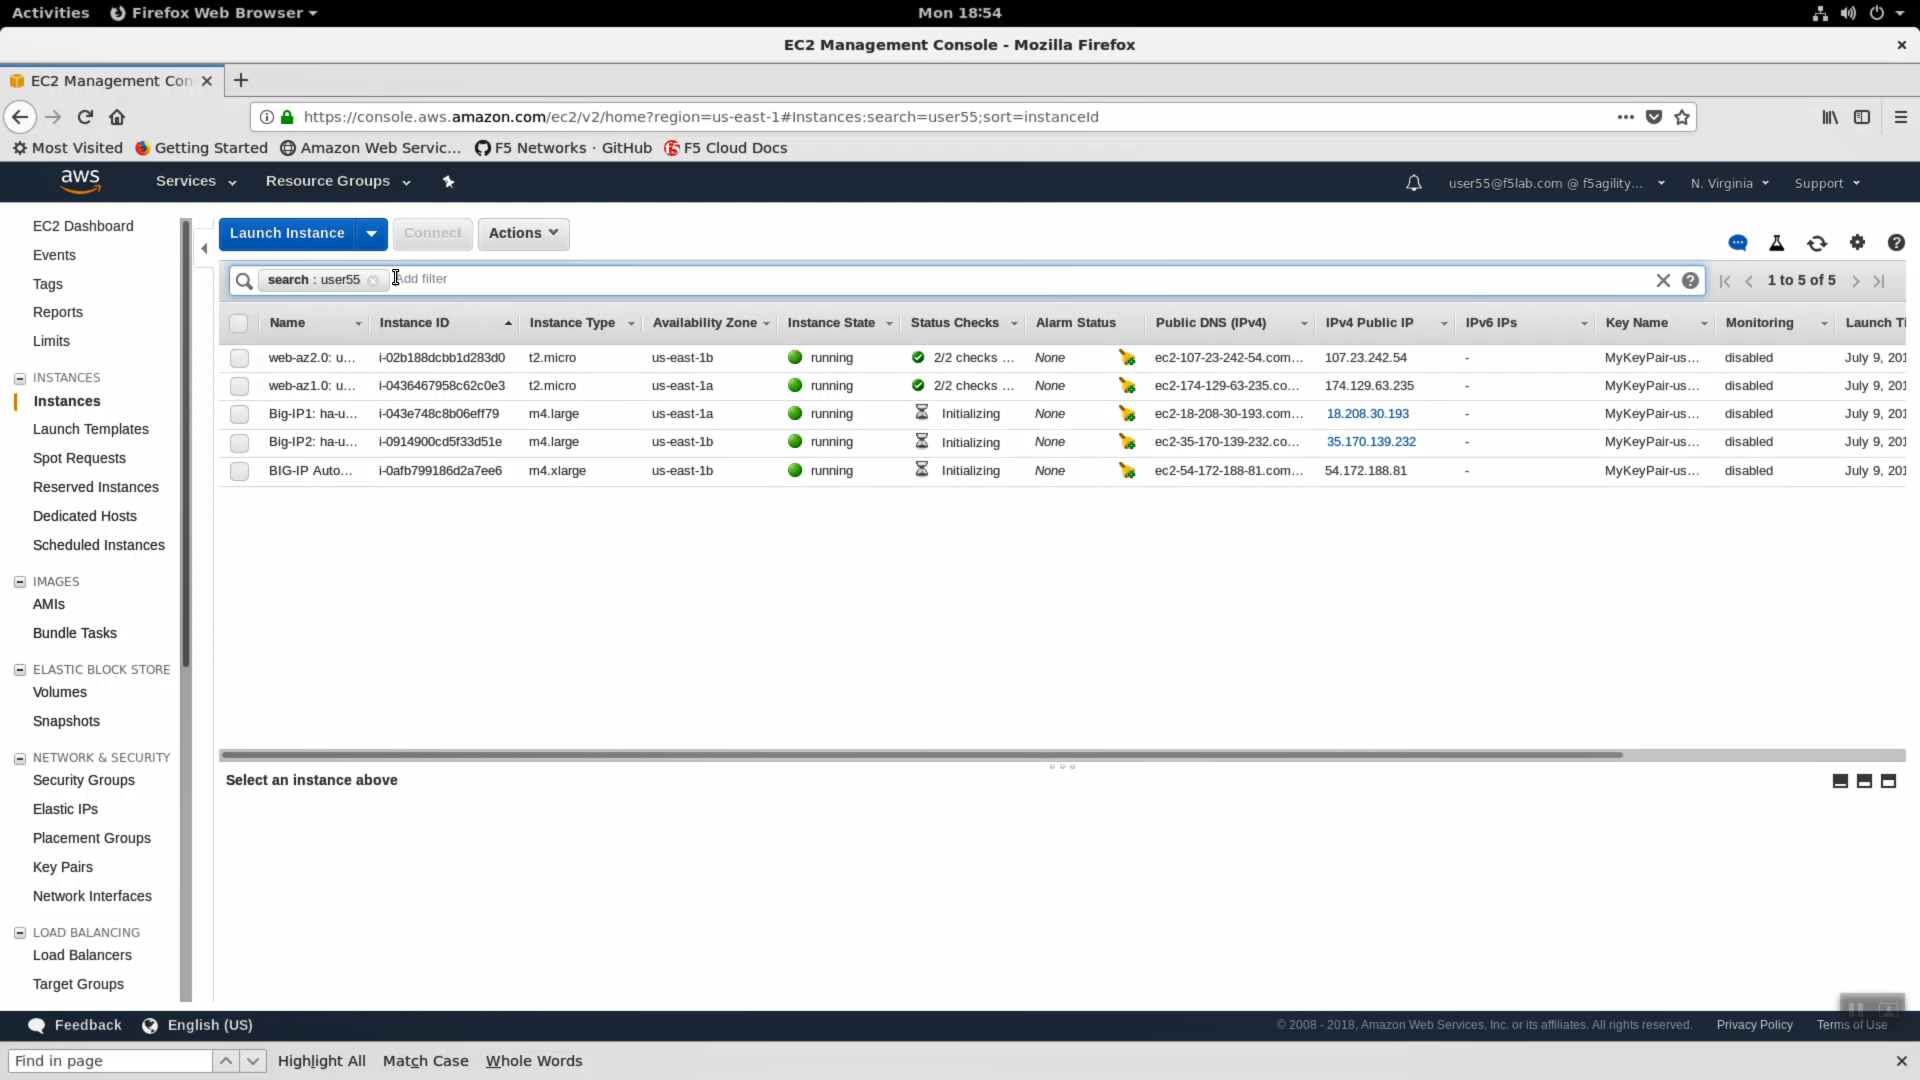 Activities Firefox Web Browser Mon 18:54
EC2 Management Console - Mozilla Firefox
EC2 Management Con
https://console.aws.amazon.com/ec2/v2/home?region=us-east-1#Instances:search=user55;sort=instanceId
Most Visited Getting Started Amazon Web Servic... F5 Networks · GitHub F5 Cloud Docs
aws Services Resource Groups user55@f5lab.com @ f5agility... N. Virginia Support
EC2 Dashboard
Events
Tags
Reports
Limits
INSTANCES
Instances
Launch Templates
Spot Requests
Reserved Instances
Dedicated Hosts
Scheduled Instances
IMAGES
AMIs
Bundle Tasks
ELASTIC BLOCK STORE
Volumes
Snapshots
NETWORK & SECURITY
Security Groups
Elastic IPs
Placement Groups
Key Pairs
Network Interfaces
LOAD BALANCING
Load Balancers
Target Groups
Launch Instance Connect Actions
search : user55 Add filter 1 to 5 of 5
Name Instance ID Instance Type Availability Zone Instance State Status Checks Alarm Status Public DNS (IPv4) IPv4 Public IP IPv6 IPs Key Name Monitoring Launch Ti
web-az2.0: u... i-02b188dcbb1d283d0 t2.micro us-east-1b running 2/2 checks ... None ec2-107-23-242-54.com... 107.23.242.54 - MyKeyPair-us... disabled July 9, 201
web-az1.0: u... i-0436467958c62c0e3 t2.micro us-east-1a running 2/2 checks ... None ec2-174-129-63-235.co... 174.129.63.235 - MyKeyPair-us... disabled July 9, 201
Big-IP1: ha-u... i-043e748c8b06eff79 m4.large us-east-1a running Initializing None ec2-18-208-30-193.com... 18.208.30.193 - MyKeyPair-us... disabled July 9, 201
Big-IP2: ha-u... i-0914900cd5f33d51e m4.large us-east-1b running Initializing None ec2-35-170-139-232.co... 35.170.139.232 - MyKeyPair-us... disabled July 9, 201
BIG-IP Auto... i-0afb799186d2a7ee6 m4.xlarge us-east-1b running Initializing None ec2-54-172-188-81.com... 54.172.188.81 - MyKeyPair-us... disabled July 9, 201
Select an instance above
Feedback English (US) © 2008 - 2018, Amazon Web Services, Inc. or its affiliates. All rights reserved. Privacy Policy Terms of Use
Find in page Highlight All Match Case Whole Words